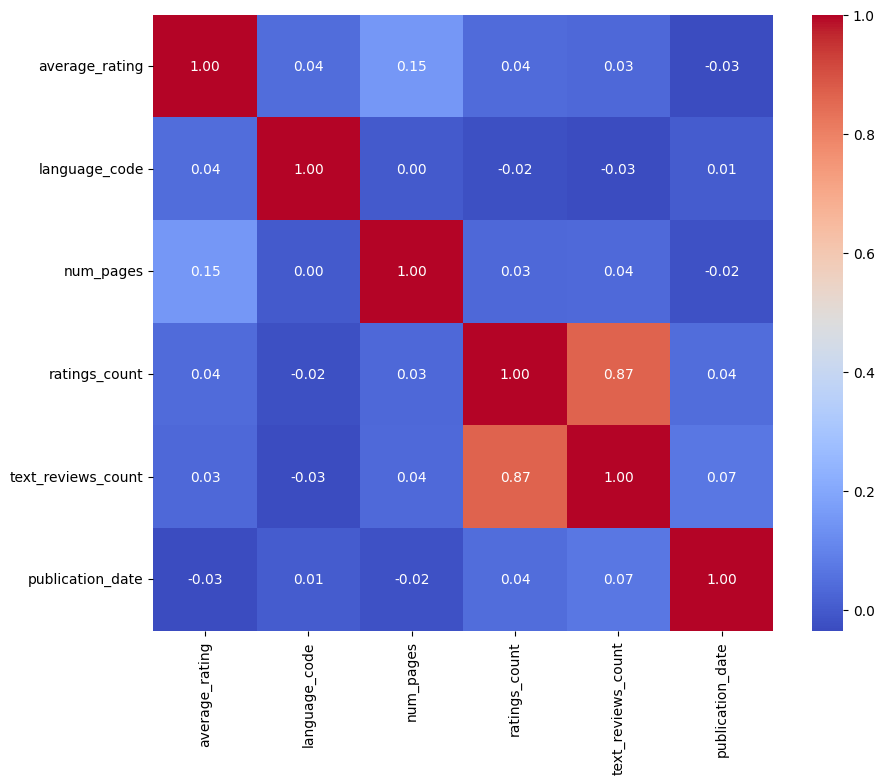 average_rating 1.00 0.04 0.15 0.04 0.03 -0.03
language_code 0.04 1.00 0.00 -0.02 -0.03 0.01
num_pages 0.15 0.00 1.00 0.03 0.04 -0.02
ratings_count 0.04 -0.02 0.03 1.00 0.87 0.04
text_reviews_count 0.03 -0.03 0.04 0.87 1.00 0.07
publication_date -0.03 0.01 -0.02 0.04 0.07 1.00
average_rating
language_code
num_pages
ratings_count
text_reviews_count
publication_date
1.0
0.8
0.6
0.4
0.2
0.0